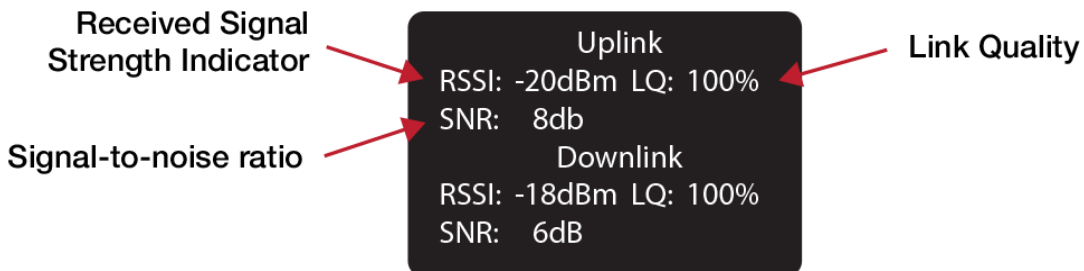 Received Signal
Strength Indicator
Signal-to-noise ratio
Uplink
RSSI: -20dBm LQ: 100%
SNR: 8db
Downlink
RSSI: -18dBm LQ: 100%
SNR: 6dB
Link Quality